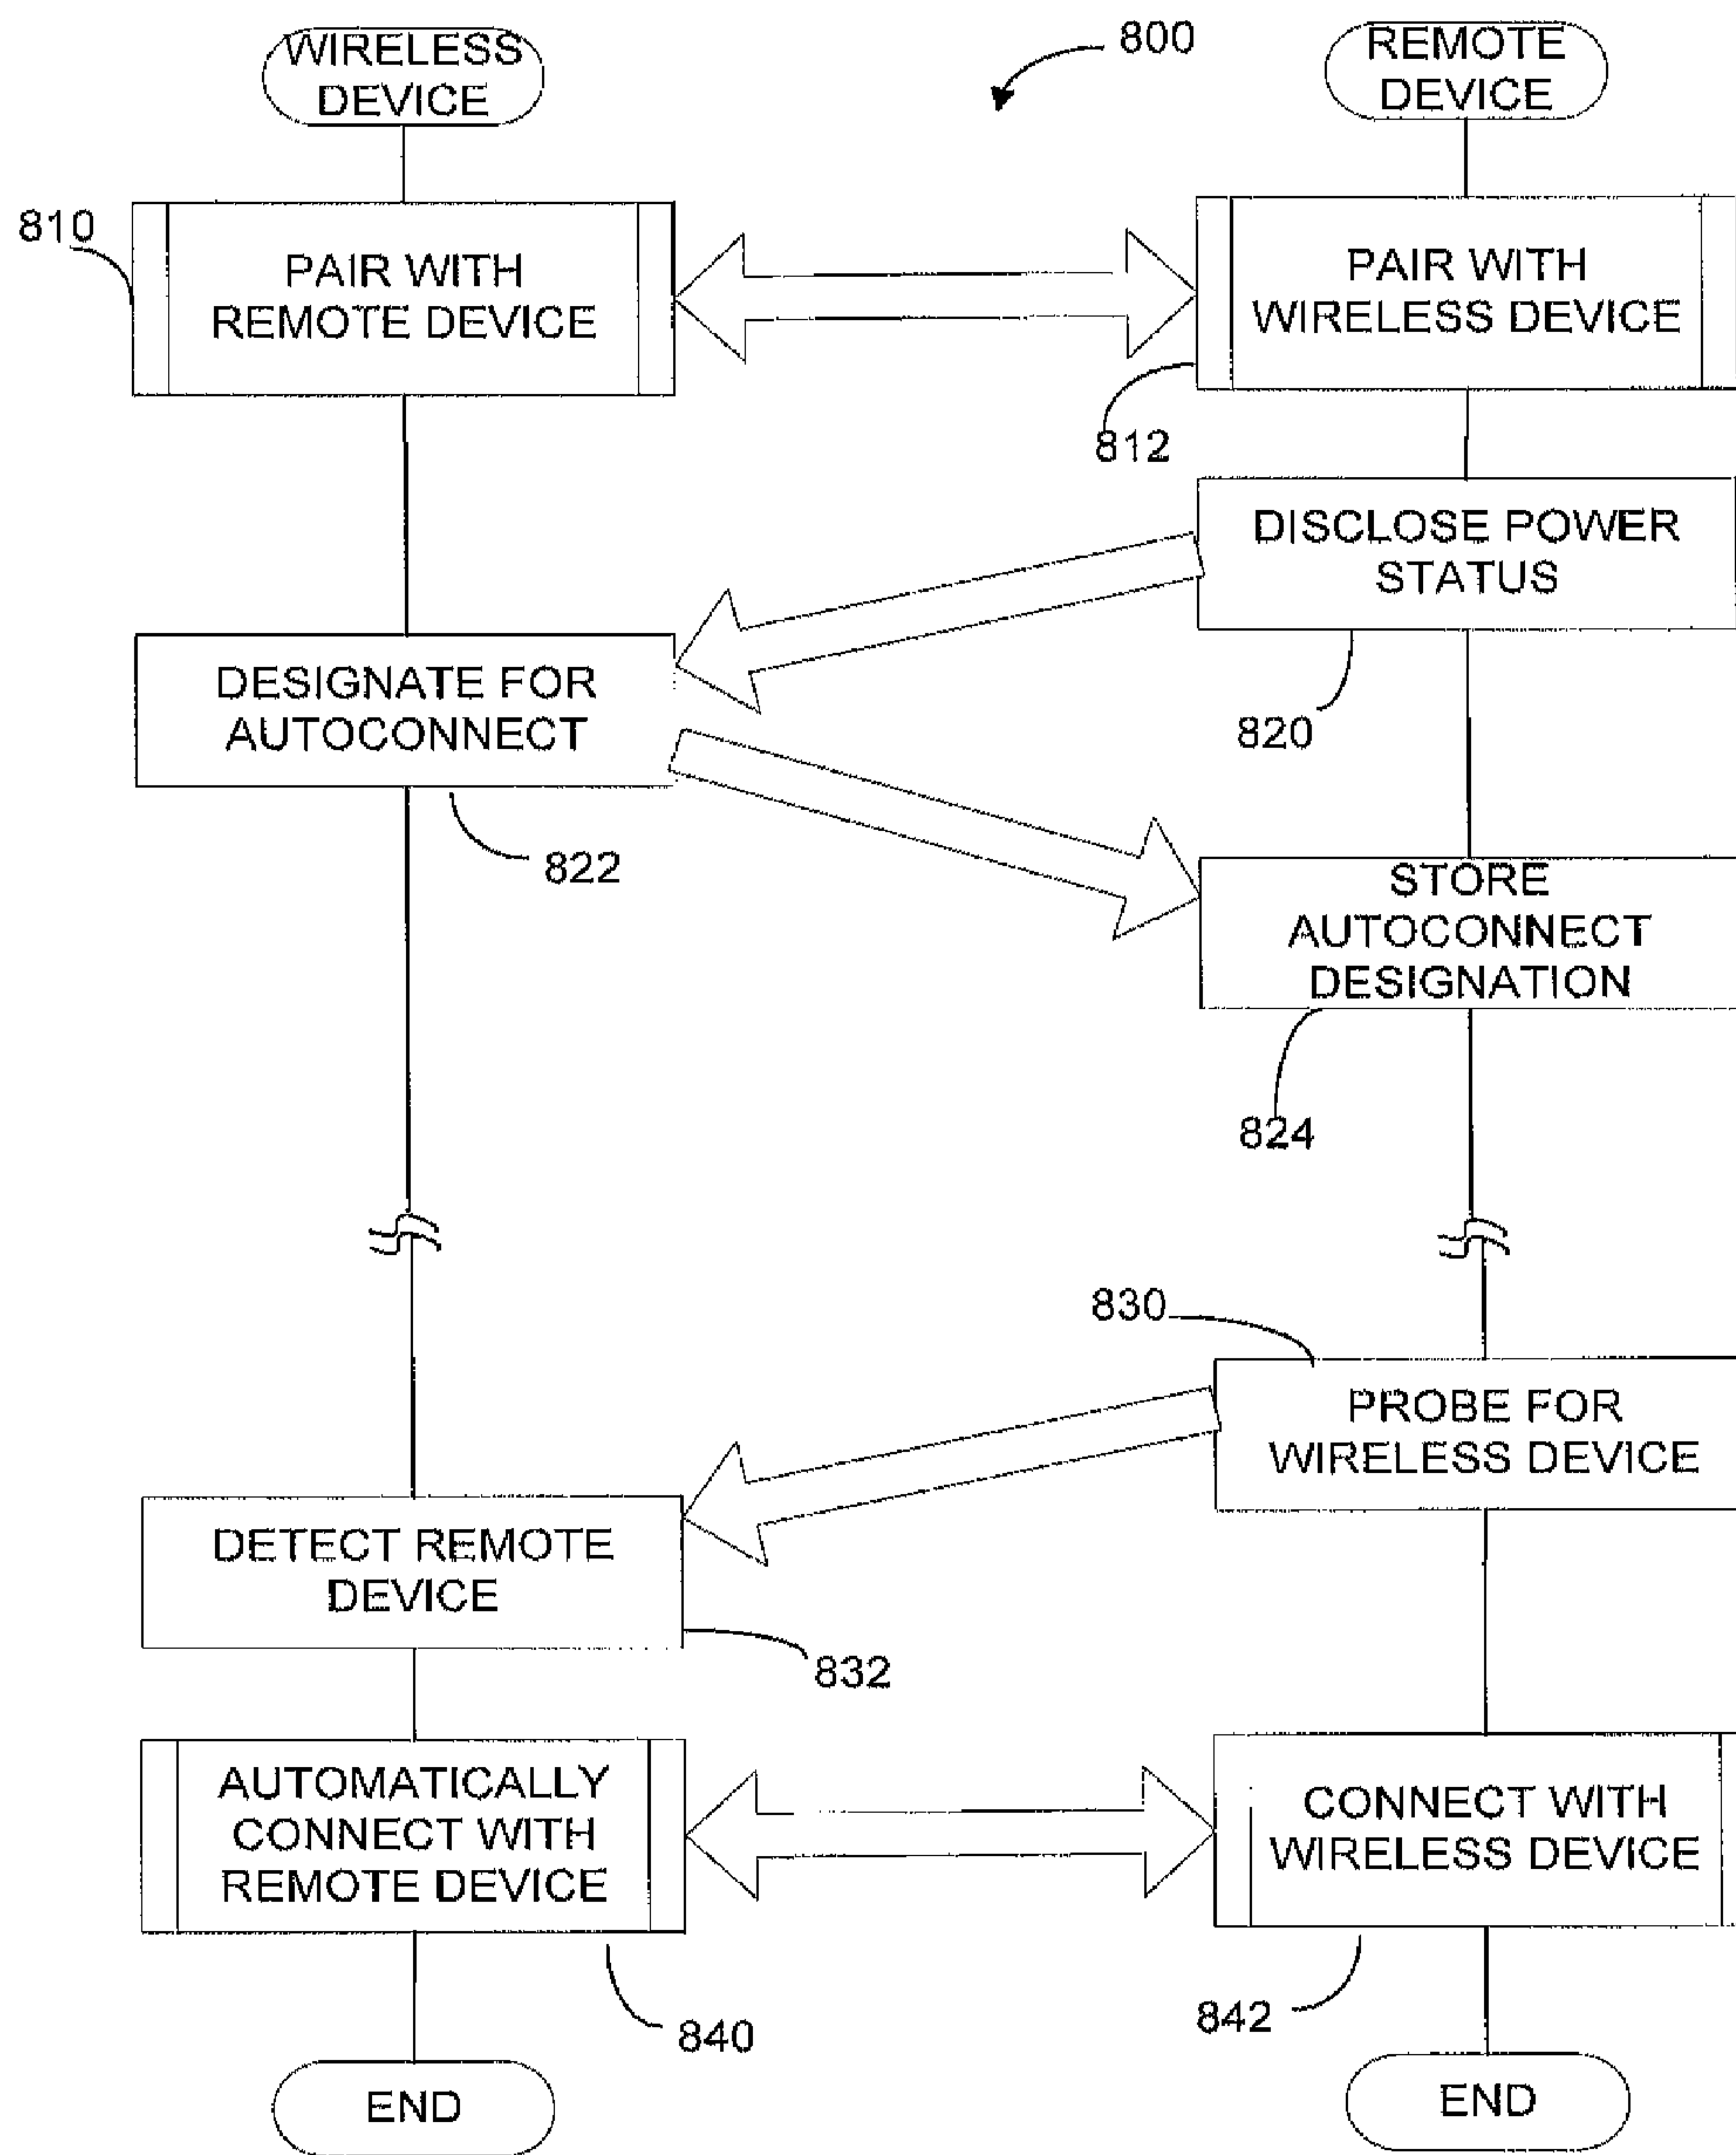 WIRELESS
DEVICE
800
REMOTE
DEVICE
810
PAIR WITH
REMOTE DEVICE
PAIR WITH
WIRELESS DEVICE
812
DISCLOSE POWER
STATUS
820
DESIGNATE FOR
AUTOCONNECT
822
STORE
AUTOCONNECT
DESIGNATION
824
830
PROBE FOR
WIRELESS DEVICE
DETECT REMOTE
DEVICE
832
AUTOMATICALLY
CONNECT WITH
REMOTE DEVICE
840
CONNECT WITH
WIRELESS DEVICE
842
END
END